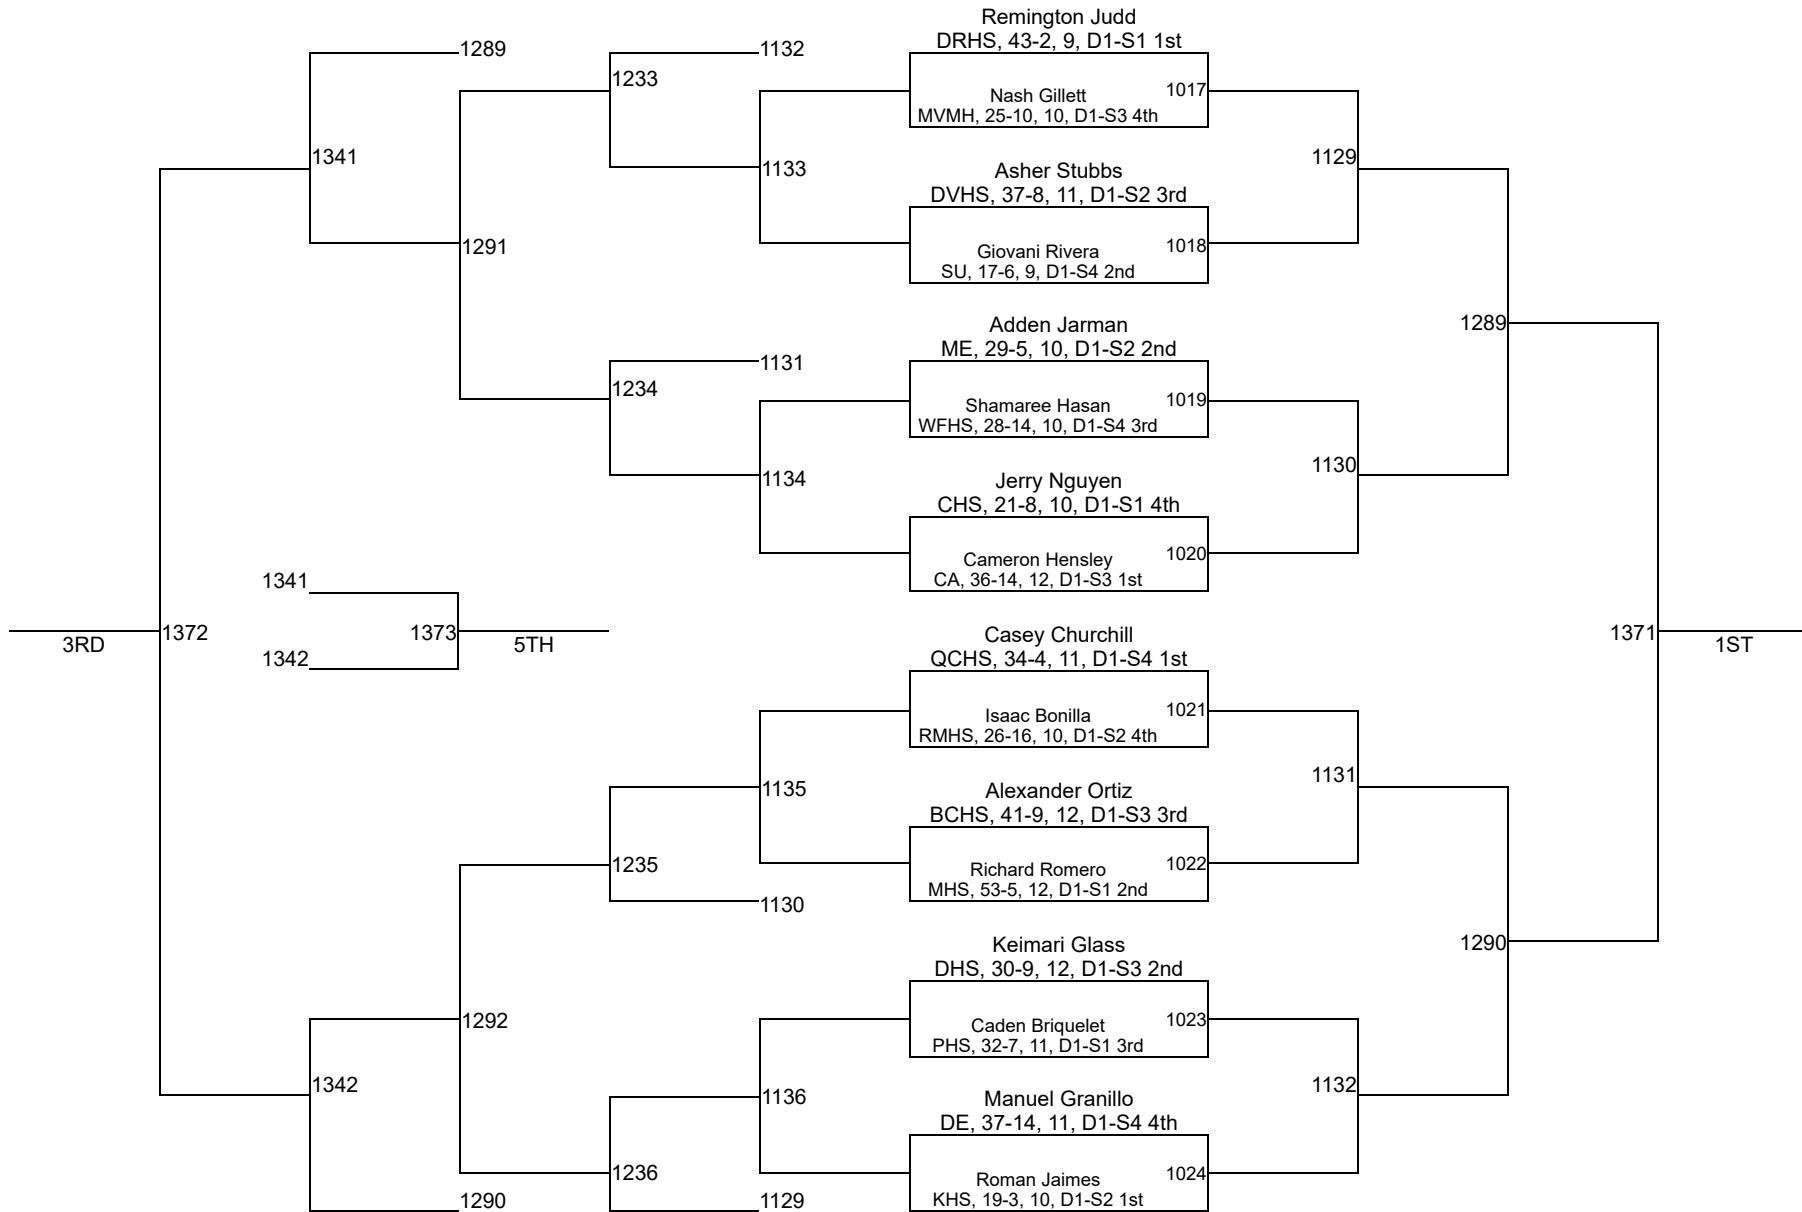 Remington Judd
DRHS, 43-2, 9, D1-S1 1st
1289
1132
1233
Nash Gillett
MVMH, 25-10, 10, D1-S3 4th
1017
1341
1133
1129
Asher Stubbs
DVHS, 37-8, 11, D1-S2 3rd
1291
Giovani Rivera
SU, 17-6, 9, D1-S4 2nd
1018
Adden Jarman
ME, 29-5, 10, D1-S2 2nd
1289
1131
1234
Shamaree Hasan
WFHS, 28-14, 10, D1-S4 3rd
1019
1134
1130
Jerry Nguyen
CHS, 21-8, 10, D1-S1 4th
Cameron Hensley
CA, 36-14, 12, D1-S3 1st
1020
1341
3RD
1372
1373
5TH
1342
Casey Churchill
QCHS, 34-4, 11, D1-S4 1st
1371
1ST
Isaac Bonilla
RMHS, 26-16, 10, D1-S2 4th
1021
1135
1131
Alexander Ortiz
BCHS, 41-9, 12, D1-S3 3rd
1235
Richard Romero
MHS, 53-5, 12, D1-S1 2nd
1022
1130
Keimari Glass
DHS, 30-9, 12, D1-S3 2nd
1290
1292
Caden Briquelet
PHS, 32-7, 11, D1-S1 3rd
1023
1342
1136
1132
Manuel Granillo
DE, 37-14, 11, D1-S4 4th
1236
Roman Jaimes
KHS, 19-3, 10, D1-S2 1st
1024
1290
1129